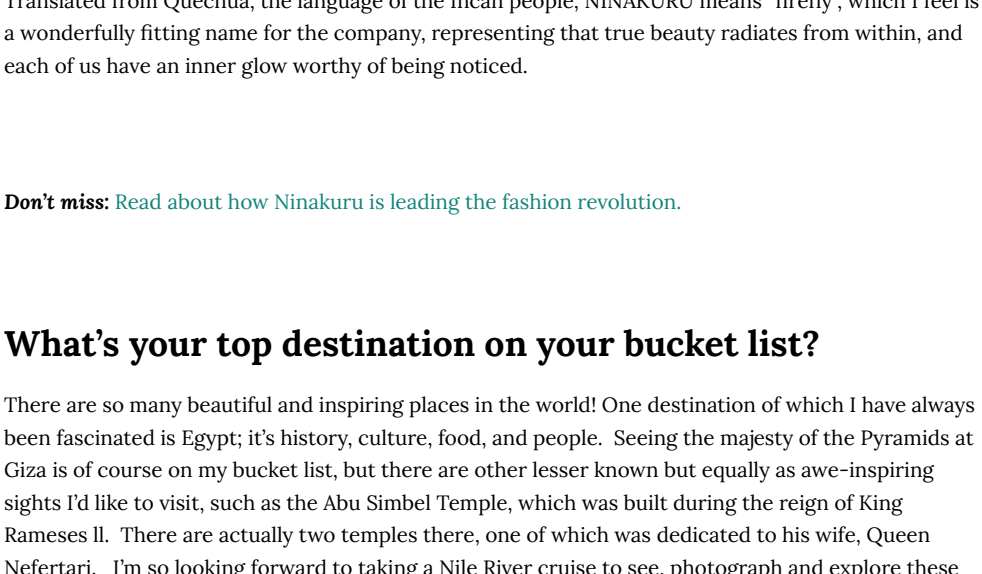 Translated from Quechua, the language of the Incan people, NINAKURU means "firefly", which I feel is
a wonderfully fitting name for the company, representing that true beauty radiates from within, and
each of us have an inner glow worthy of being noticed.
Don’t miss: Read about how Ninakuru is leading the fashion revolution.
What’s your top destination on your bucket list?
There are so many beautiful and inspiring places in the world! One destination of which I have always
been fascinated is Egypt; it’s history, culture, food, and people.  Seeing the majesty of the Pyramids at
Giza is of course on my bucket list, but there are other lesser known but equally as awe-inspiring
sights I’d like to visit, such as the Abu Simbel Temple, which was built during the reign of King
Rameses ll.  There are actually two temples there, one of which was dedicated to his wife, Queen
Nefertari.   I’m so looking forward to taking a Nile River cruise to see, photograph and explore these